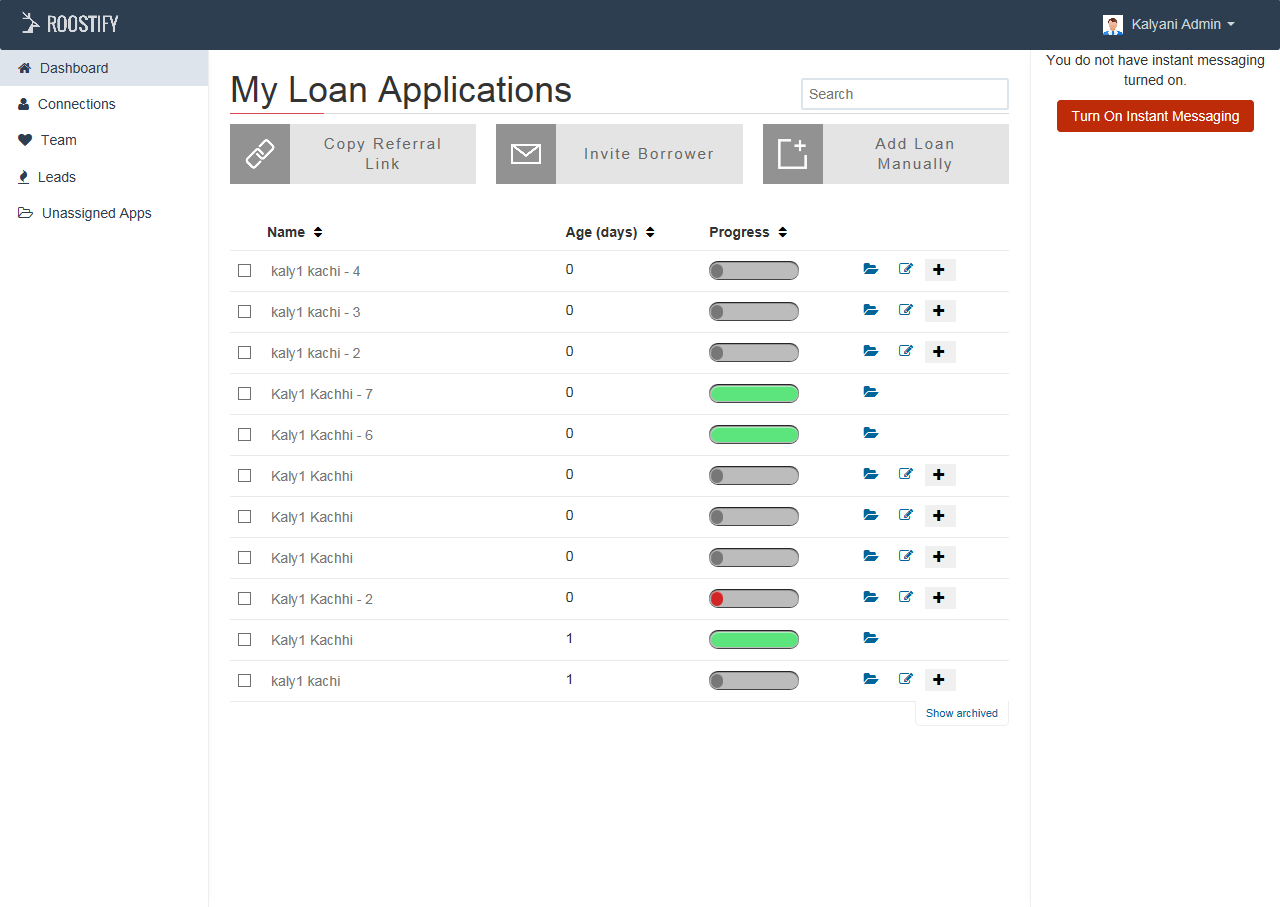 ROOSTIFY
Kalyani Admin
Dashboard
Connections
Team
Leads
Unassigned Apps
My Loan Applications
Search
Copy Referral
Link
Invite Borrower
Add Loan
Manually
Name Age (days) Progress
kaly1 kachi - 4 0
kaly1 kachi - 3 0
kaly1 kachi - 2 0
Kaly1 Kachhi - 7 0
Kaly1 Kachhi - 6 0
Kaly1 Kachhi 0
Kaly1 Kachhi 0
Kaly1 Kachhi 0
Kaly1 Kachhi - 2 0
Kaly1 Kachhi 1
kaly1 kachi 1
Show archived
You do not have instant messaging
turned on.
Turn On Instant Messaging